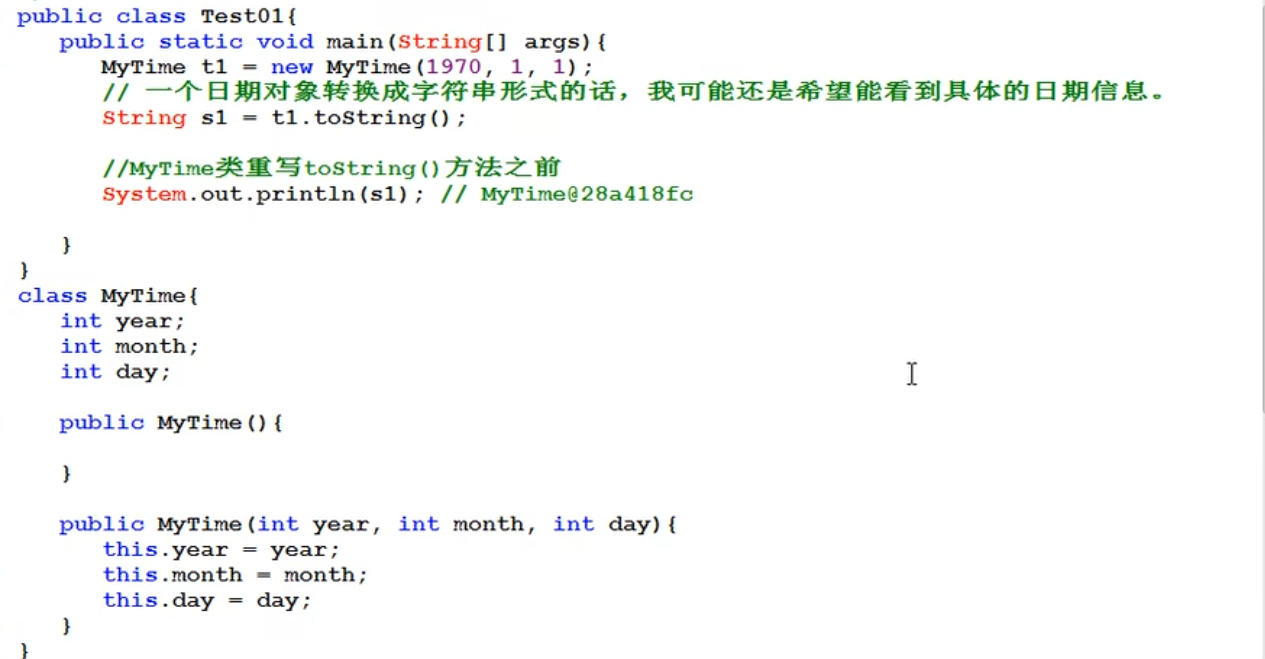 public class Test01{
public static void main(String[] args){
MyTime t1 = new MyTime(1970, 1, 1);
// 一个日期对象转换成字符串形式的话，我可能还是希望能看到具体的日期信息。
String s1 = t1.toString();
//MyTime类重写toString()方法之前
System.out.println(s1); // MyTime@28a418fc
}
}
class MyTime{
int year;
int month;
int day;
public MyTime(){
}
public MyTime(int year, int month, int day){
this.year = year;
this.month = month;
this.day = day;
}
}